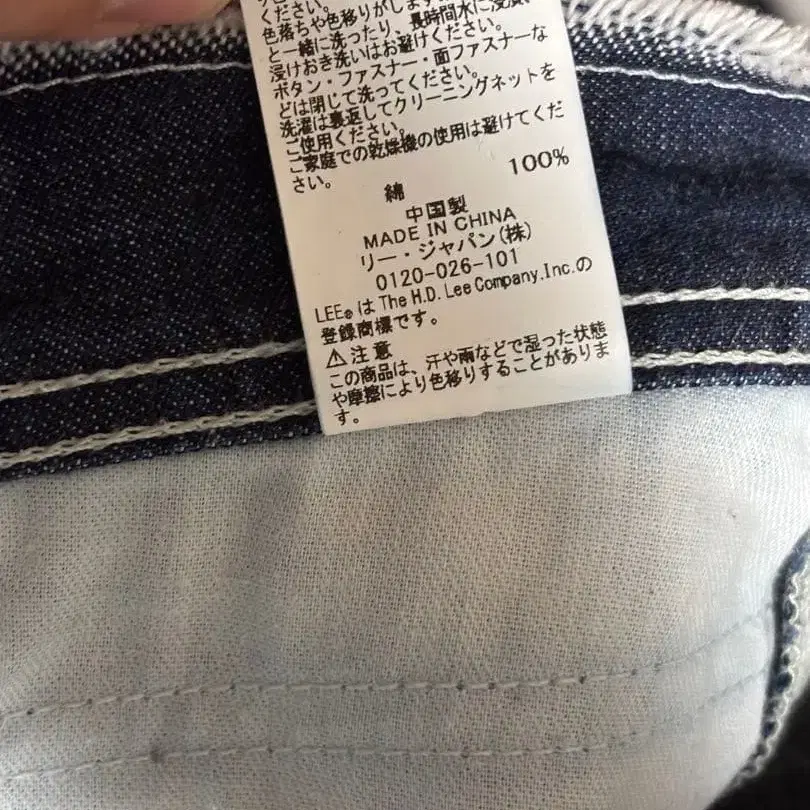 ください。
色落ちや色移りがしますので
と一緒に洗ったり、長時間水に浸漬、
浸けおき洗いはお避けください。
ボタン・ファスナー・面ファスナーな
どは閉じて洗ってください。
洗濯は裏返してクリーニングネットを
ご使用ください。
ご家庭での乾燥機の使用は避けてくだ
さい。
綿 100%
中国製
MADE IN CHINA
リー・ジャパン(株)
0120-026-101
LEE®は The H.D. Lee Company,Inc.の
登録商標です。
⚠注意
この商品は、汗や雨などで湿った状態
や摩擦により色移りすることがありま
す。